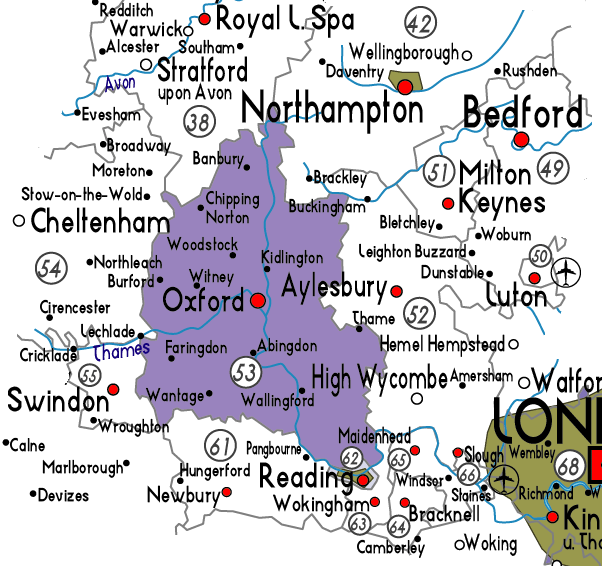 Redditch
Royal L. Spa
42
Warwick
Alcester
Southam
Wellingborough
Stratford
upon Avon
Daventry
Rushden
Avon
Northampton
Bedford
Evesham
38
Broadway
Banbury
Moreton
Brackley
51
Milton
Keynes
49
Stow-on-the-Wold
Chipping
Norton
Buckingham
Cheltenham
Bletchley
Woburn
Woodstock
Leighton Buzzard
50
54
Northleach
Kidlington
Dunstable
Burford
Witney
Aylesbury
Luton
Oxford
Cirencester
52
Thame
Lechlade
Hemel Hempstead
Cricklade
Thames
Faringdon
Abingdon
55
53
High Wycombe
Amersham
Watfor
Swindon
Wantage
Wallingford
LON
Wroughton
Calne
61
Pangbourne
Maidenhead
Wembley
Marlborough
62
65
Slough
68
Hungerford
Reading
Windsor
66
Devizes
Newbury
Staines
Richmond
W
Wokingham
Bracknell
Kin
63
64
u. Tha
Camberley
Woking